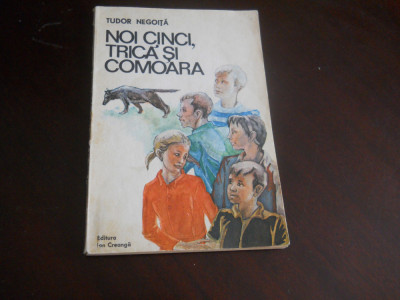 TUDOR NEGOIȚĂ
NOI CINCI,
TRICĂ ȘI
COMOARA
Editura
Ion Creangă